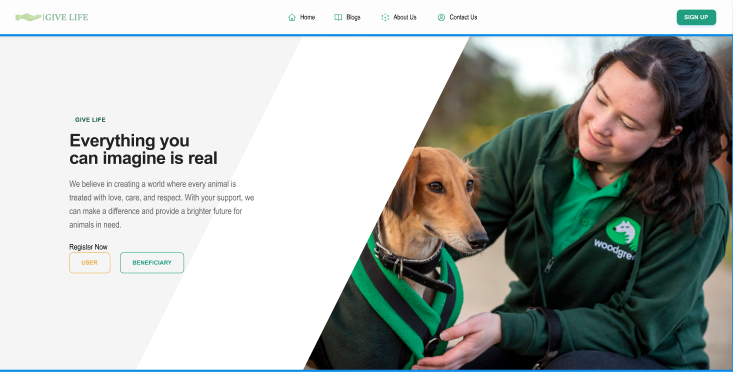 GIVE LIFE
Home
Blogs
About Us
Contact Us
SIGN UP
GIVE LIFE
Everything you
can imagine is real
We believe in creating a world where every animal is
treated with love, care, and respect. With your support, we
can make a difference and provide a brighter future for
animals in need.
Register Now
USER
BENEFICIARY
woodgree